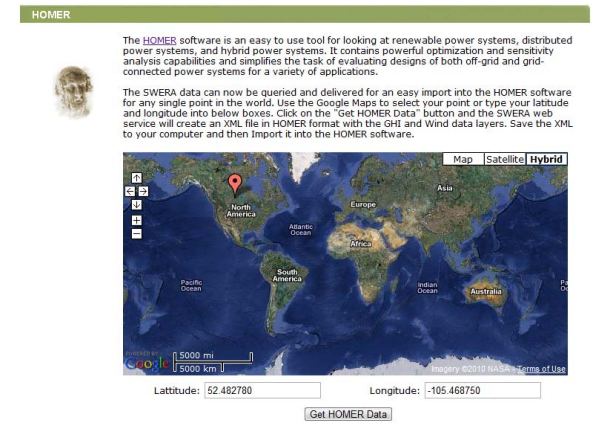 HOMER
The HOMER software is an easy to use tool for looking at renewable power systems, distributed
power systems, and hybrid power systems. It contains powerful optimization and sensitivity
analysis capabilities and simplifies the task of evaluating designs of both off-grid and grid-
connected power systems for a variety of applications.
The SWERA data can now be queried and delivered for an easy import into the HOMER software
for any single point in the world. Use the Google Maps to select your point or type your latitude
and longitude into below boxes. Click on the "Get HOMER Data" button and the SWERA web
service will create an XML file in HOMER format with the GHI and Wind data layers. Save the XML
to your computer and then Import it into the HOMER software.
Map Satellite Hybrid
Asia
North
America
Europe
Atlantic
Ocean
Africa
South
America
Pacific
Ocean
Indian
Ocean
Australia
Pa
Oc
POWERED BY
Google
5000 mi
5000 km
Imagery ©2010 NASA - Terms of Use
Lattitude: 52.482780 Longitude: -105.468750
Get HOMER Data